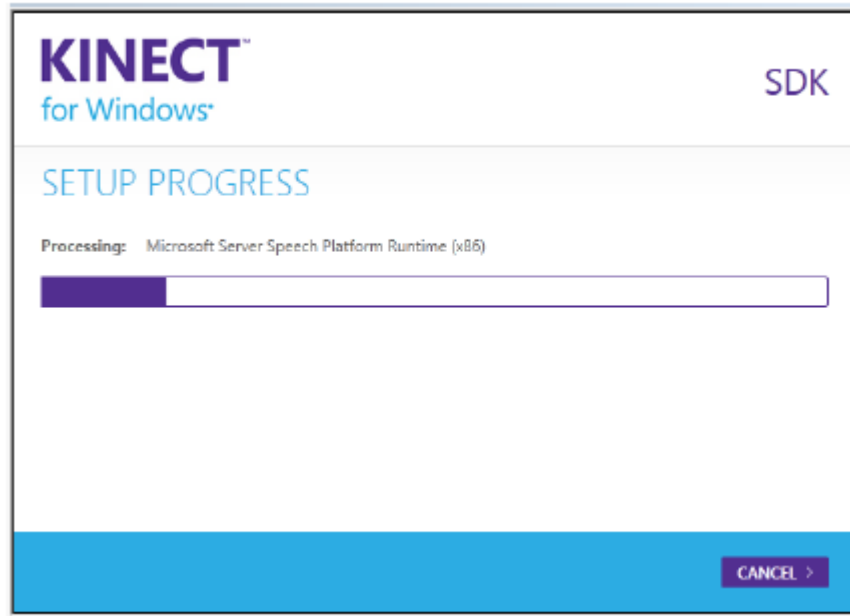 KINECT™
for Windows®
SDK
SETUP PROGRESS
Processing: Microsoft Server Speech Platform Runtime (x86)
CANCEL >